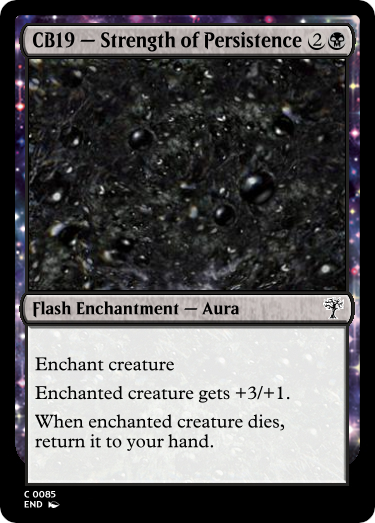 CB19 — Strength of Persistence 2
Flash Enchantment — Aura
Enchant creature
Enchanted creature gets +3/+1.
When enchanted creature dies,
return it to your hand.
C 0085
END